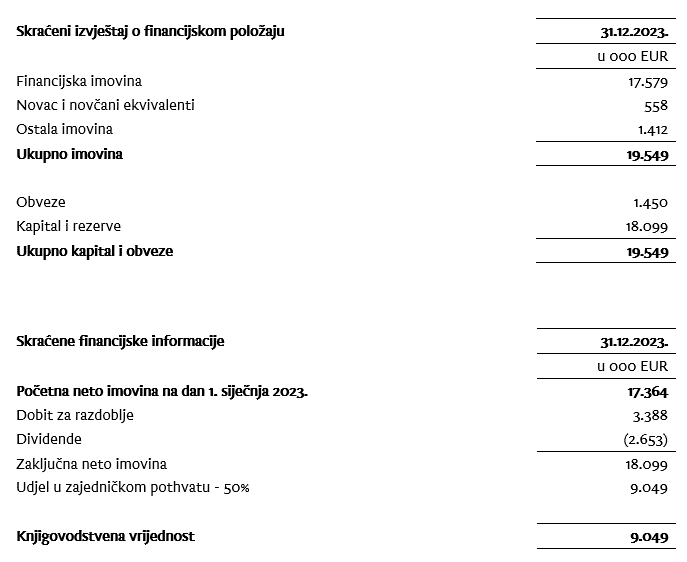 Skraćeni izvještaj o financijskom položaju 31.12.2023.
u 000 EUR
Financijska imovina 17.579
Novac i novčani ekvivalenti 558
Ostala imovina 1.412
Ukupno imovina 19.549
Obveze 1.450
Kapital i rezerve 18.099
Ukupno kapital i obveze 19.549
Skraćene financijske informacije 31.12.2023.
u 000 EUR
Početna neto imovina na dan 1. siječnja 2023. 17.364
Dobit za razdoblje 3.388
Dividende (2.653)
Zaključna neto imovina 18.099
Udjel u zajedničkom pothvatu - 50% 9.049
Knjigovodstvena vrijednost 9.049